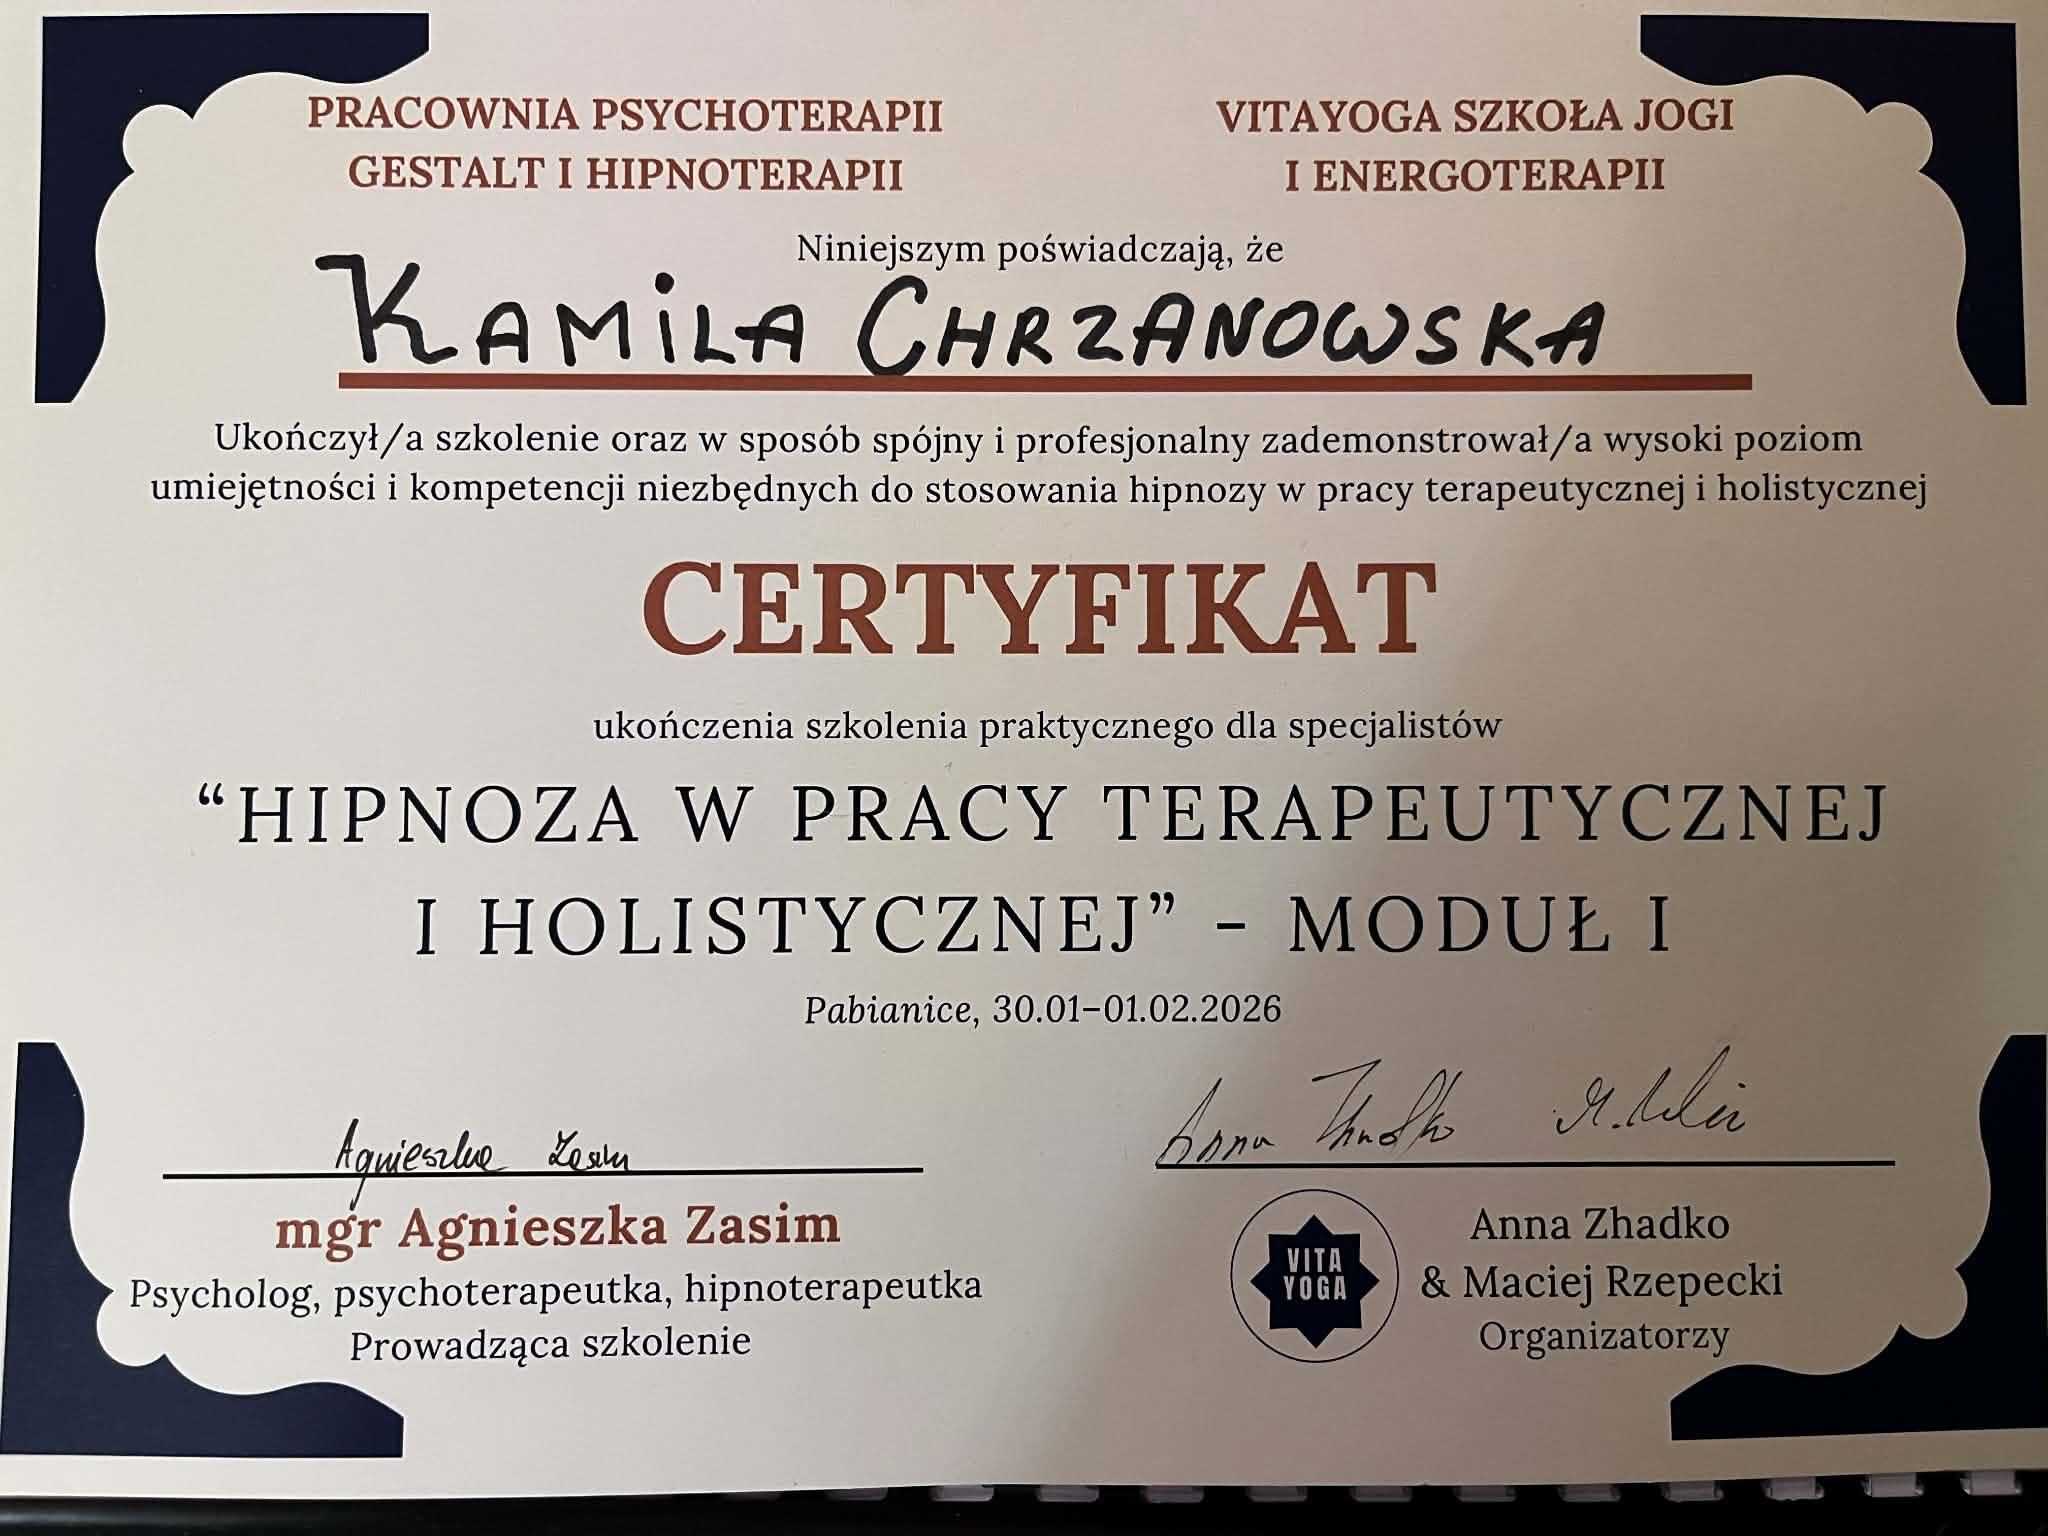 PRACOWNIA PSYCHOTERAPII
GESTALT I HIPNOTERAPII
VITAYOGA SZKOŁA JOGI
I ENERGOTERAPII
Niniejszym poświadczają, że
KAMILA CHRZANOWSKA
Ukończył/a szkolenie oraz w sposób spójny i profesjonalny zademonstrował/a wysoki poziom
umiejętności i kompetencji niezbędnych do stosowania hipnozy w pracy terapeutycznej i holistycznej
CERTYFIKAT
ukończenia szkolenia praktycznego dla specjalistów
“HIPNOZA W PRACY TERAPEUTYCZNEJ
I HOLISTYCZNEJ” - MODUŁ I
Pabianice, 30.01–01.02.2026
Agnieszka Zasim
Anna Zhadko
mgr Agnieszka Zasim
Psycholog, psychoterapeutka, hipnoterapeutka
Prowadząca szkolenie
VITA
YOGA
Anna Zhadko
& Maciej Rzepecki
Organizatorzy